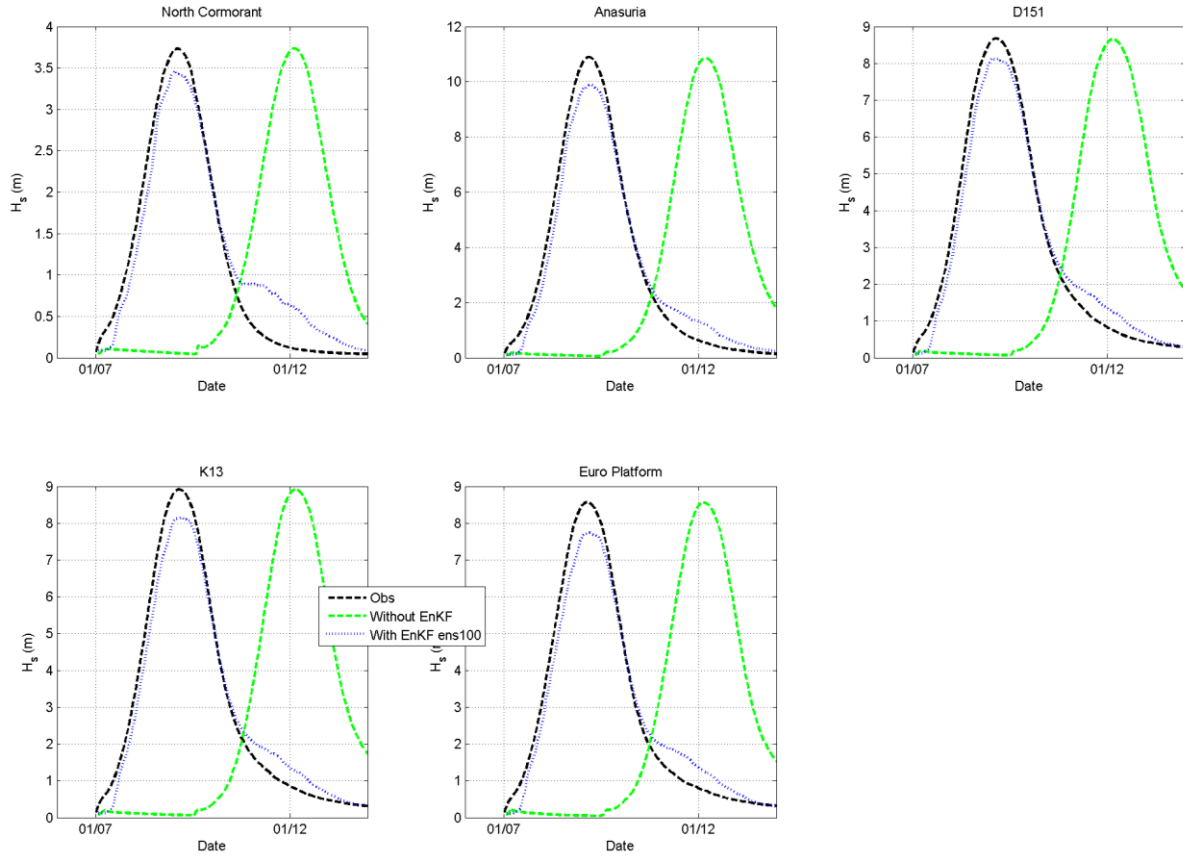 North Cormorant
4
3.5
3
2.5
2
1.5
1
0.5
0
H_s (m)
01/07 01/12
Date
Anasuria
12
10
8
6
4
2
0
H_s (m)
01/07 01/12
Date
D151
9
8
7
6
5
4
3
2
1
0
H_s (m)
01/07 01/12
Date
K13
9
8
7
6
5
4
3
2
1
0
H_s (m)
01/07 01/12
Date
Obs
Without EnKF
With EnKF ens100
Euro Platform
9
8
7
6
5
4
3
2
1
0
H_s
01/07 01/12
Date